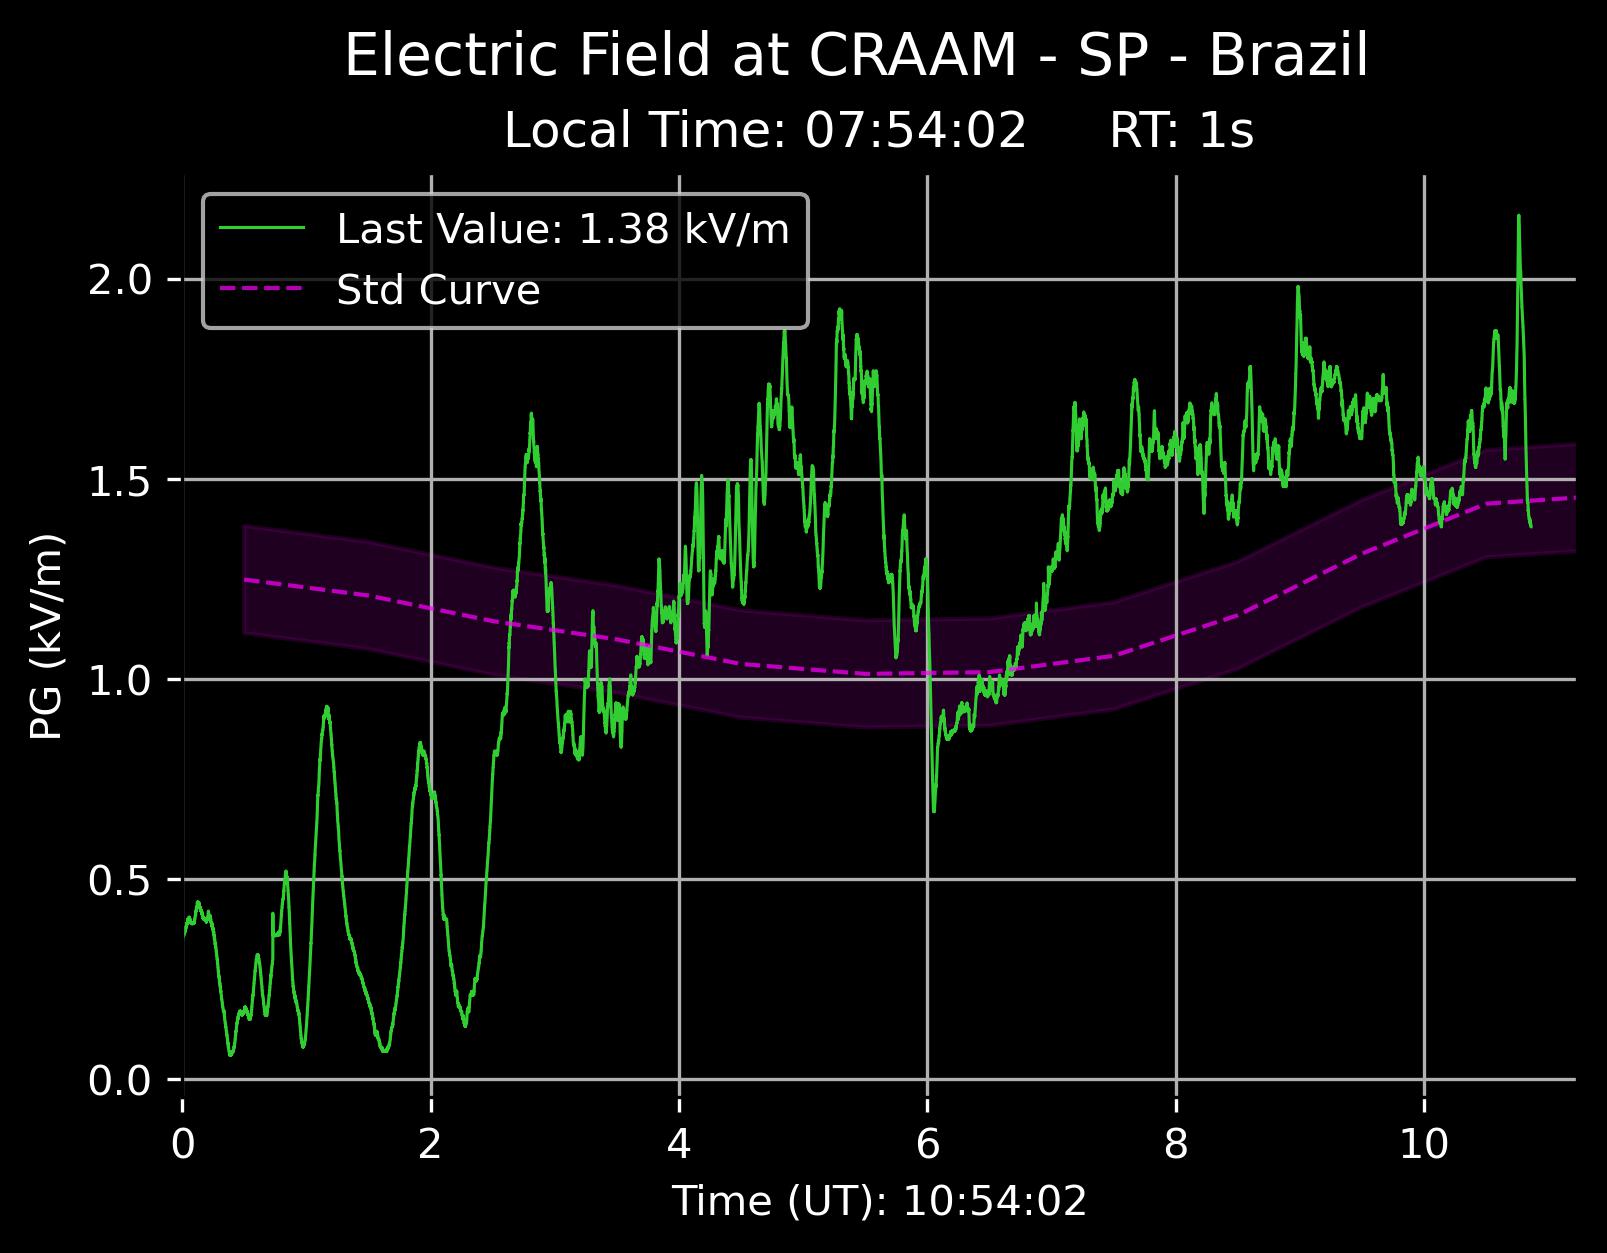 Electric Field at CRAAM - SP - Brazil
Local Time: 07:54:02 RT: 1s
Last Value: 1.38 kV/m
Std Curve
PG (kV/m)
2.0
1.5
1.0
0.5
0.0
0 2 4 6 8 10
Time (UT): 10:54:02